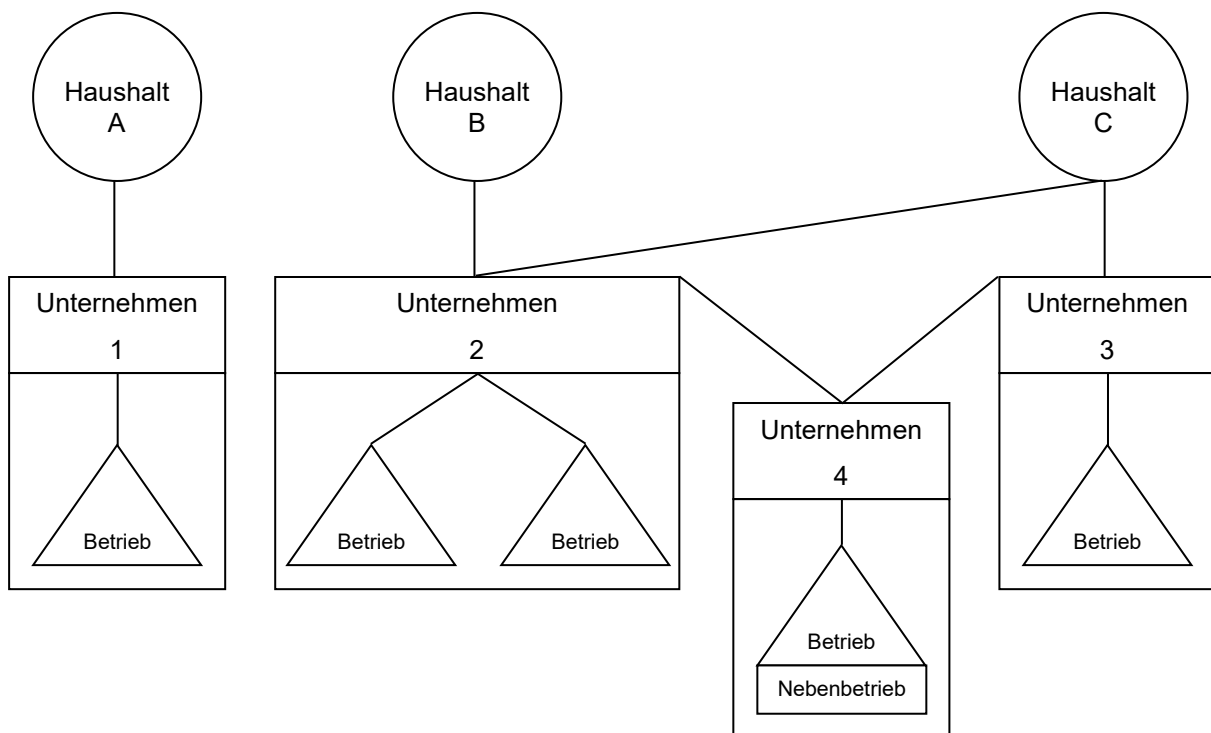 Haushalt
A
Haushalt
B
Haushalt
C
Unternehmen
1
Unternehmen
2
Unternehmen
3
Unternehmen
4
Betrieb
Betrieb
Betrieb
Betrieb
Betrieb
Nebenbetrieb